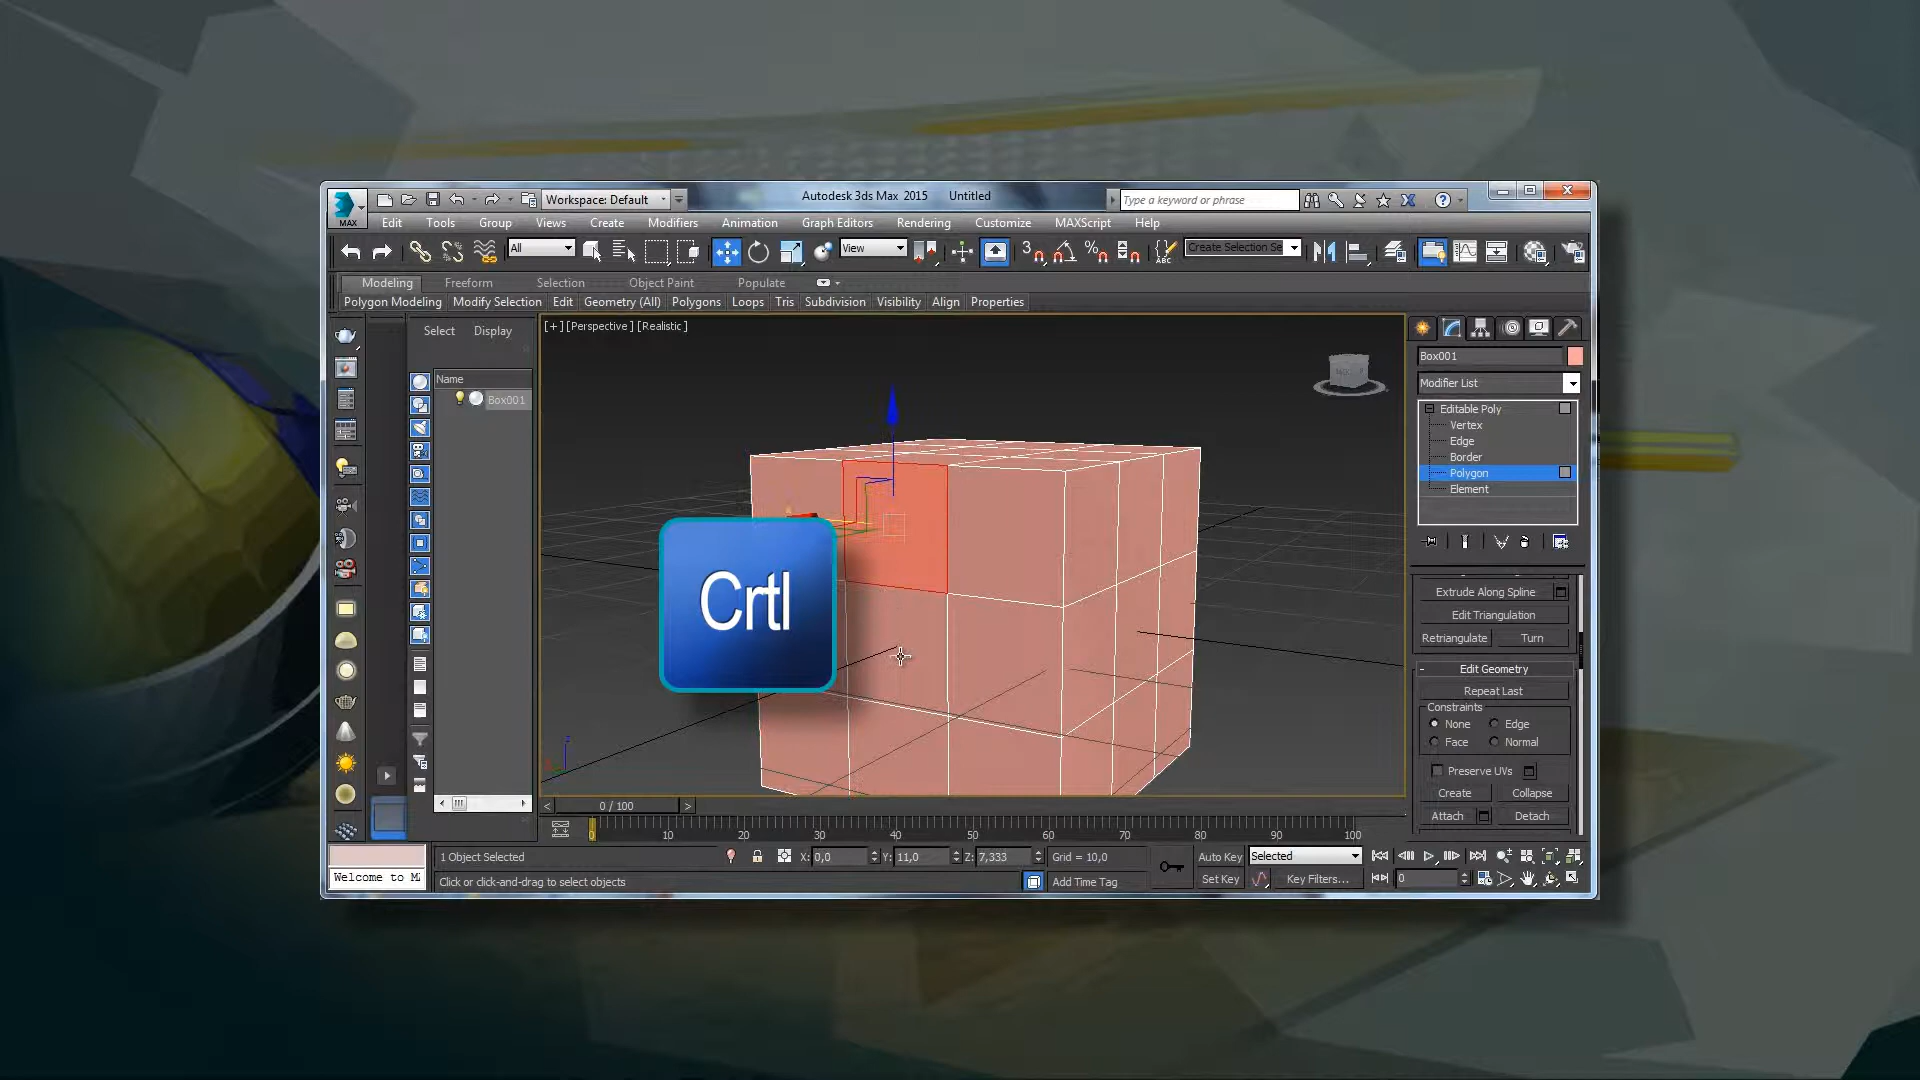 Workspace: Default
Autodesk 3ds Max 2015 Untitled
Type a keyword or phrase
MAX
Edit Tools Group Views Create Modifiers Animation Graph Editors Rendering Customize MAXScript Help
All
View
3
%
ABC
Create Selection Se
Modeling Freeform Selection Object Paint Populate
Polygon Modeling Modify Selection Edit Geometry (All) Polygons Loops Tris Subdivision Visibility Align Properties
Select Display
Name
Box001
[+] [Perspective ] [Realistic ]
Crtl
z
Box001
Modifier List
Editable Poly
Vertex
Edge
Border
Polygon
Element
Extrude Along Spline
Edit Triangulation
Retriangulate Turn
- Edit Geometry
Repeat Last
Constraints
None Edge
Face Normal
Preserve UVs
Create Collapse
Attach Detach
< 0 / 100 >
0 10 20 30 40 50 60 70 80 90 100
1 Object Selected
X: 0,0 Y: 11,0 Z: 7,333 Grid = 10,0
Auto Key Selected
Welcome to M
Click or click-and-drag to select objects
Add Time Tag
Set Key Key Filters... 0